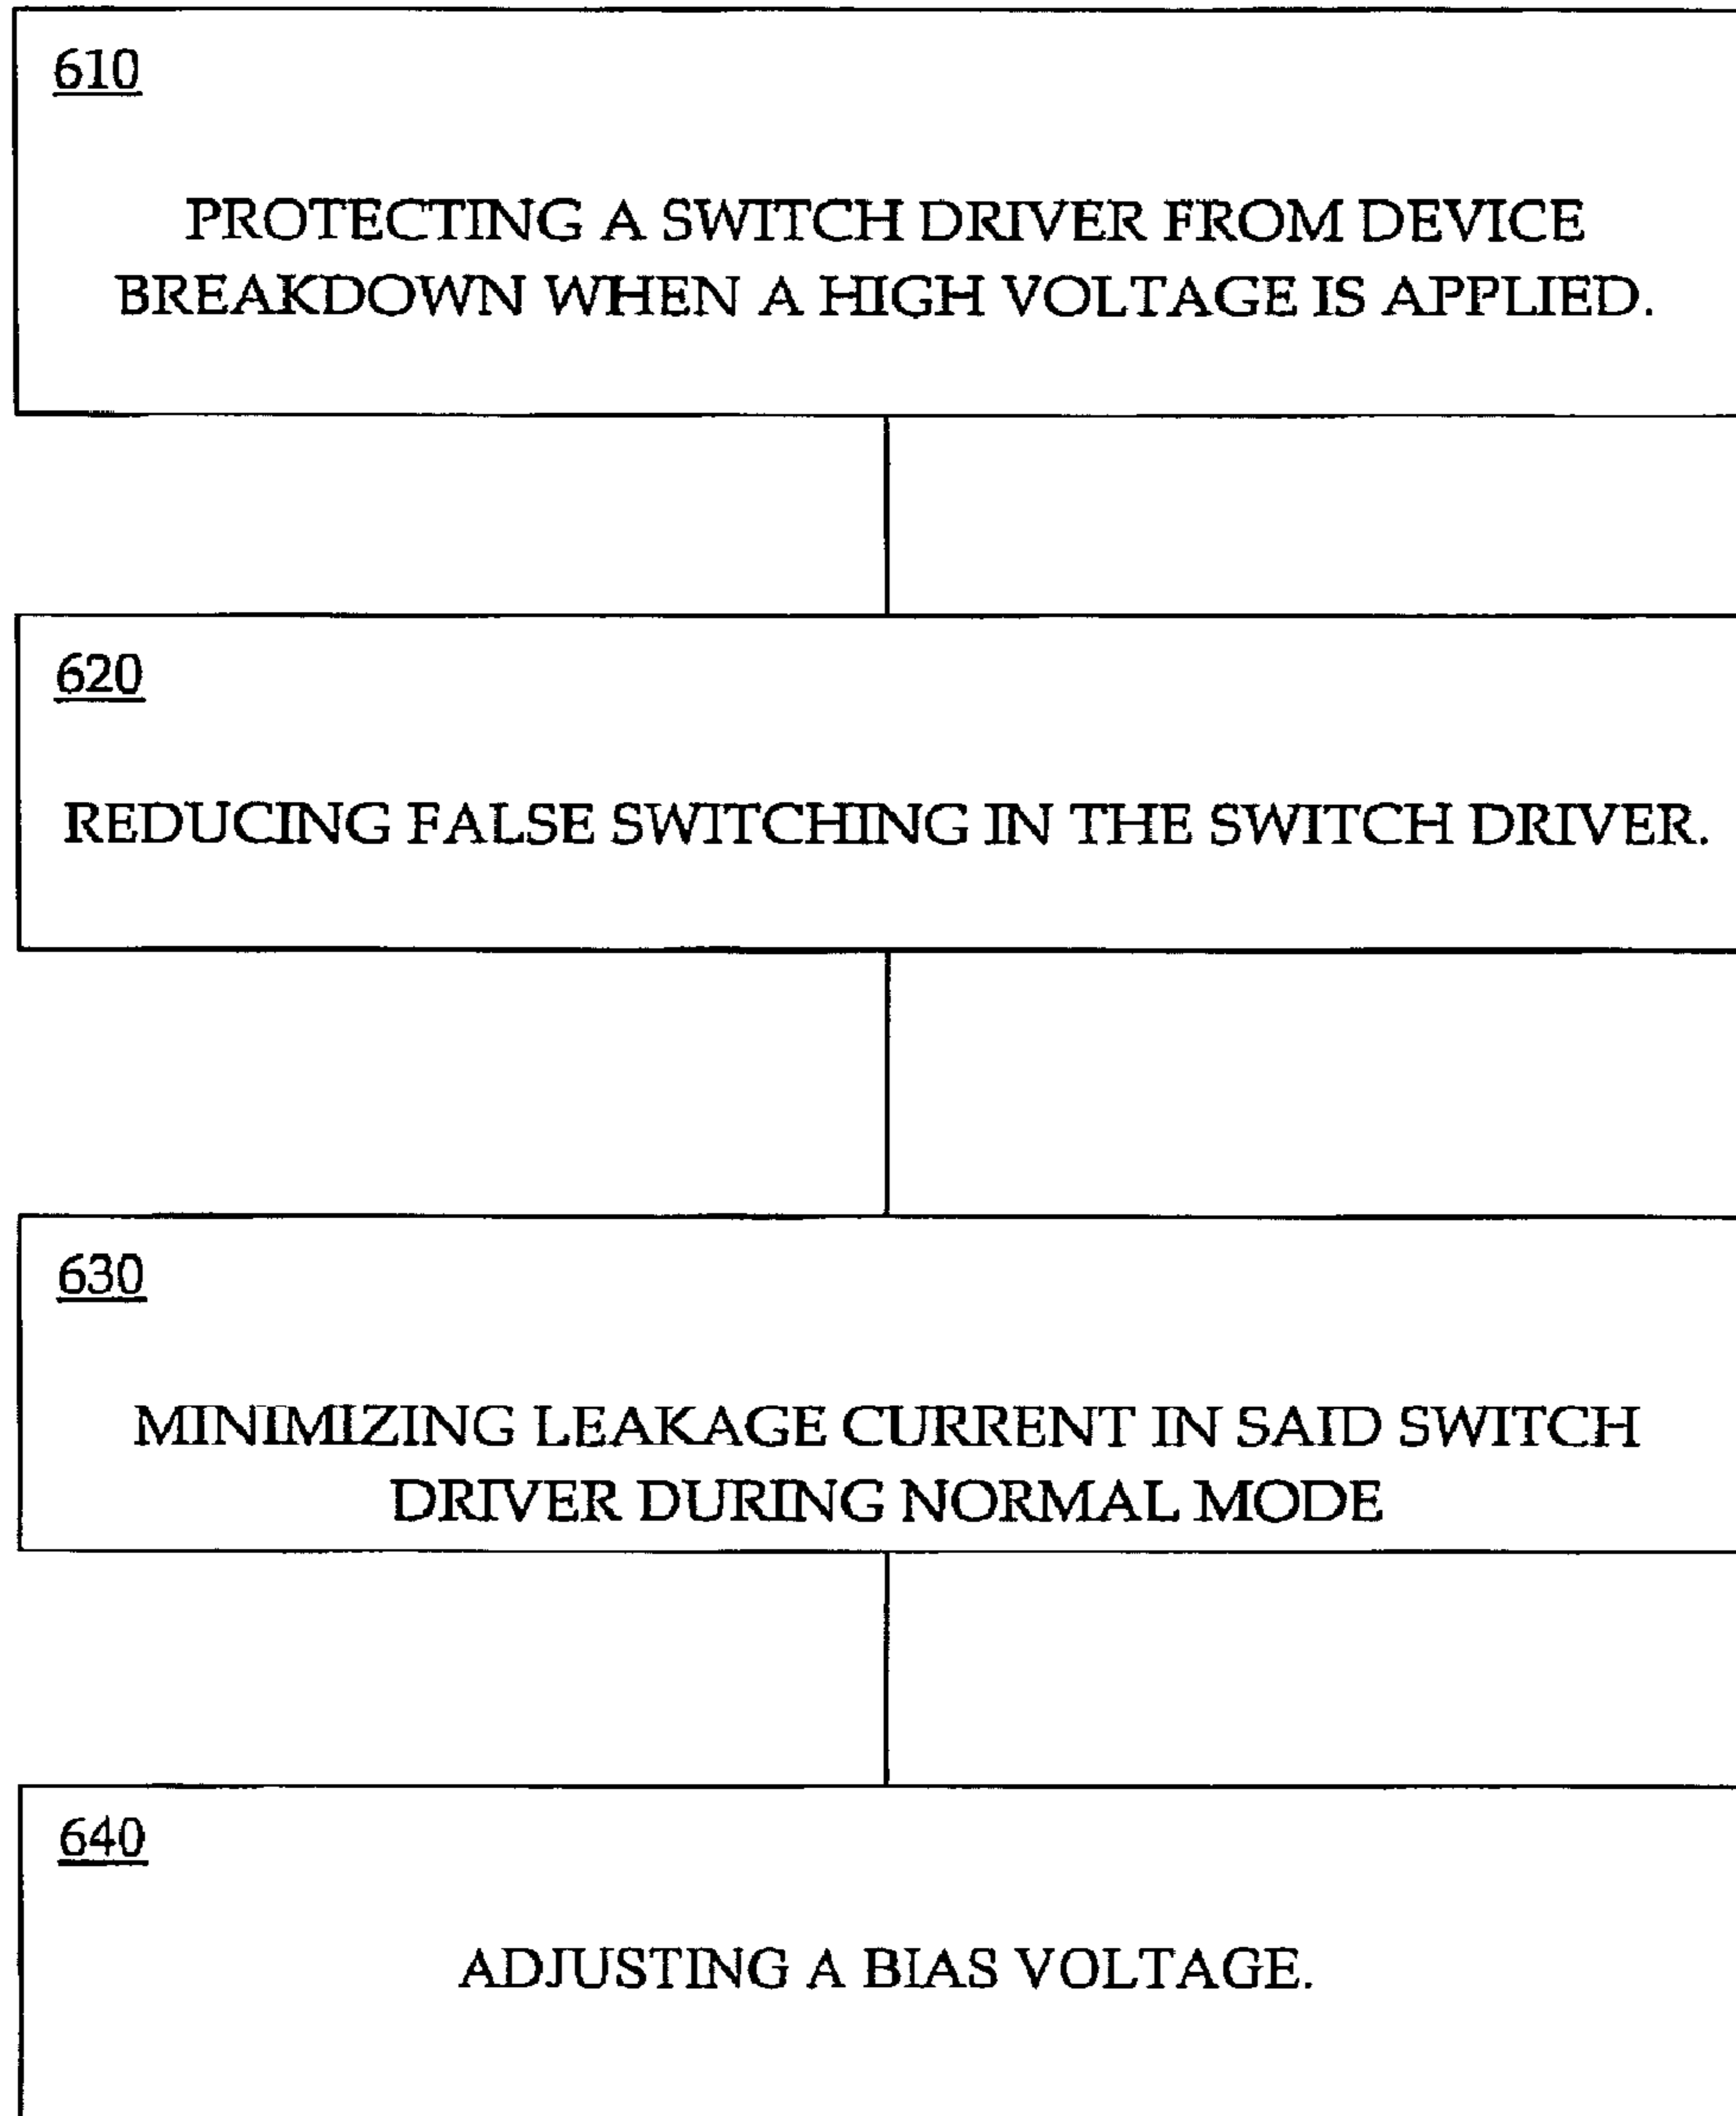 610
PROTECTING A SWITCH DRIVER FROM DEVICE
BREAKDOWN WHEN A HIGH VOLTAGE IS APPLIED.
620
REDUCING FALSE SWITCHING IN THE SWITCH DRIVER.
630
MINIMIZING LEAKAGE CURRENT IN SAID SWITCH
DRIVER DURING NORMAL MODE
640
ADJUSTING A BIAS VOLTAGE.